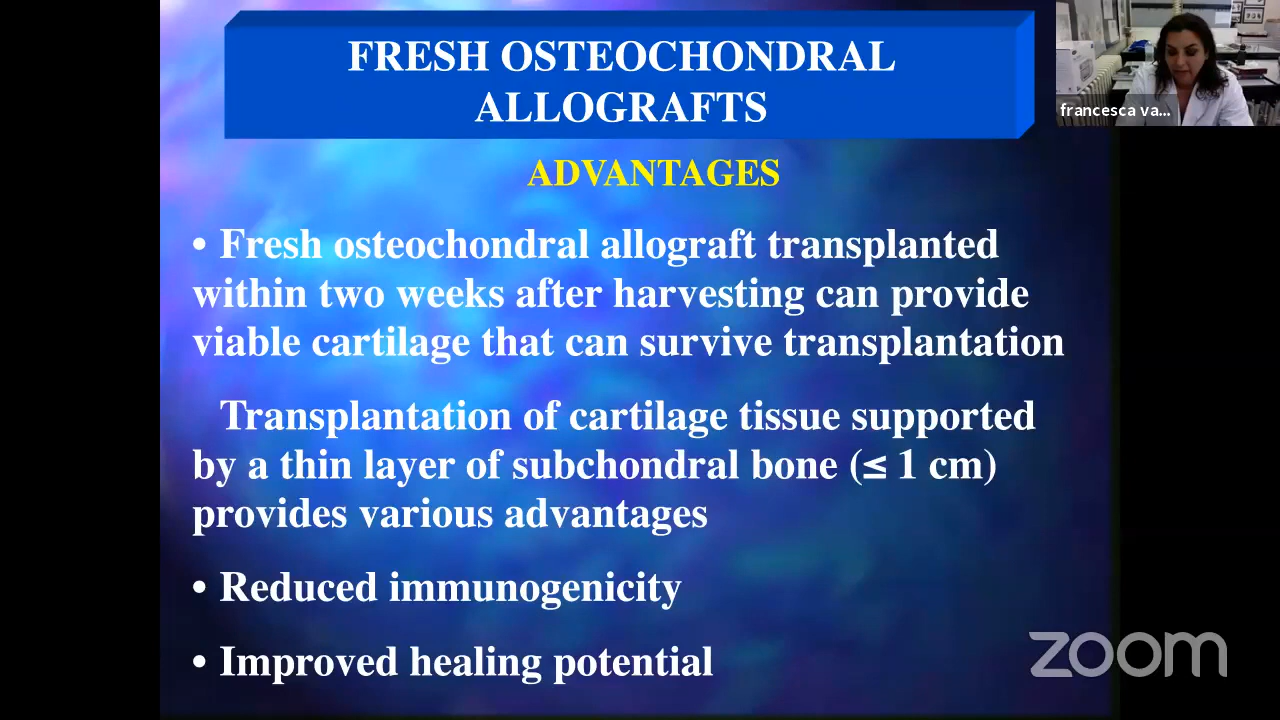 FRESH OSTEOCHONDRAL
ALLOGRAFTS
francesca va...
ADVANTAGES
• Fresh osteochondral allograft transplanted
within two weeks after harvesting can provide
viable cartilage that can survive transplantation
Transplantation of cartilage tissue supported
by a thin layer of subchondral bone (≤ 1 cm)
provides various advantages
• Reduced immunogenicity
• Improved healing potential
zoom